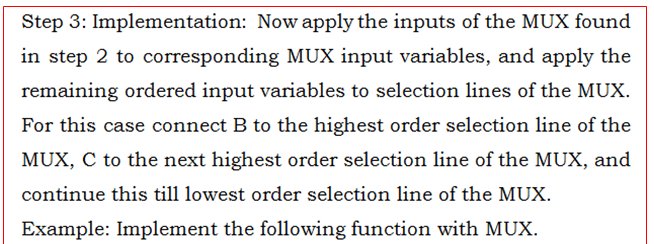 Step 3: Implementation: Now apply the inputs of the MUX found
in step 2 to corresponding MUX input variables, and apply the
remaining ordered input variables to selection lines of the MUX.
For this case connect B to the highest order selection line of the
MUX, C to the next highest order selection line of the MUX, and
continue this till lowest order selection line of the MUX.
Example: Implement the following function with MUX.